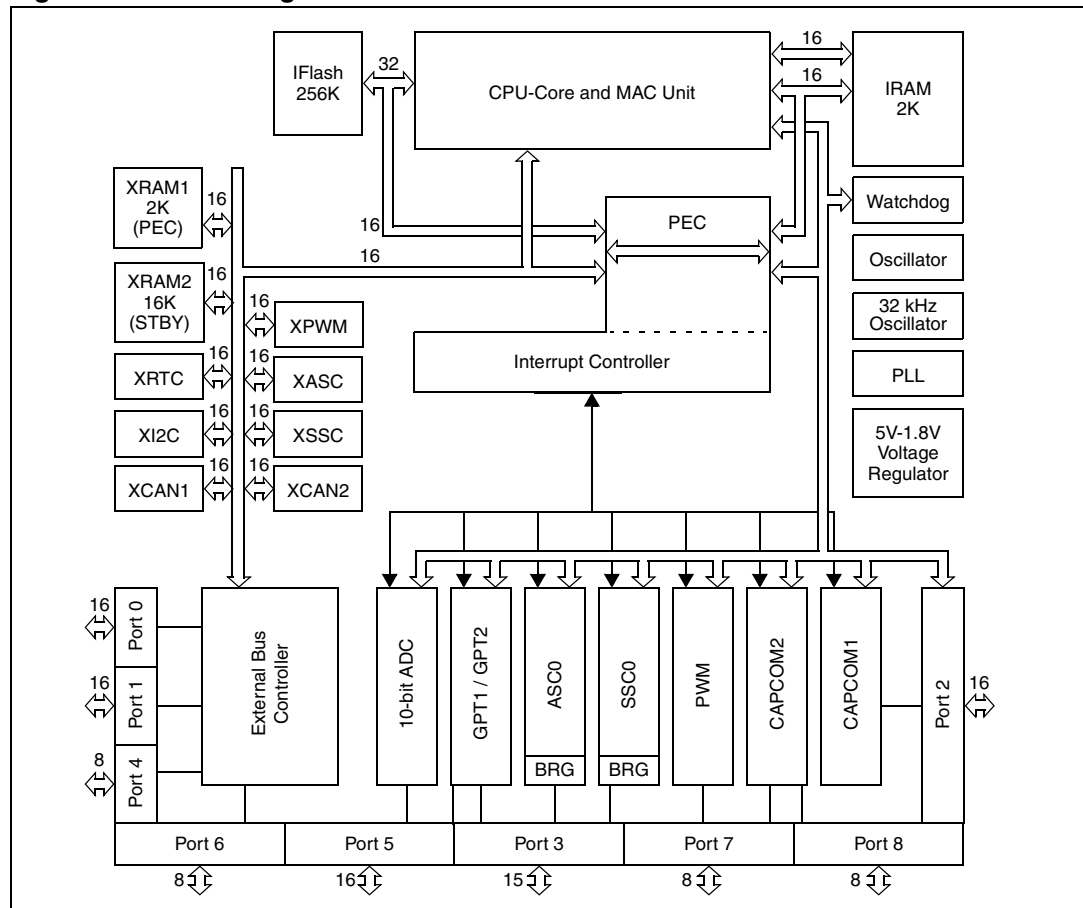 IFlash
256K
32
CPU-Core and MAC Unit
16
16
IRAM
2K
XRAM1
2K
(PEC)
16
16
PEC
Watchdog
16
XRAM2
16K
(STBY)
16
Oscillator
16
XPWM
32 kHz
Oscillator
XRTC
16
16
XASC
Interrupt Controller
PLL
XI2C
16
16
XSSC
5V-1.8V
Voltage
Regulator
XCAN1
16
16
XCAN2
16
Port 0
16
Port 1
8
Port 4
External Bus
Controller
10-bit ADC
GPT1 / GPT2
ASC0
BRG
SSC0
BRG
PWM
CAPCOM2
CAPCOM1
Port 2
16
Port 6
Port 5
Port 3
Port 7
Port 8
8
16
15
8
8